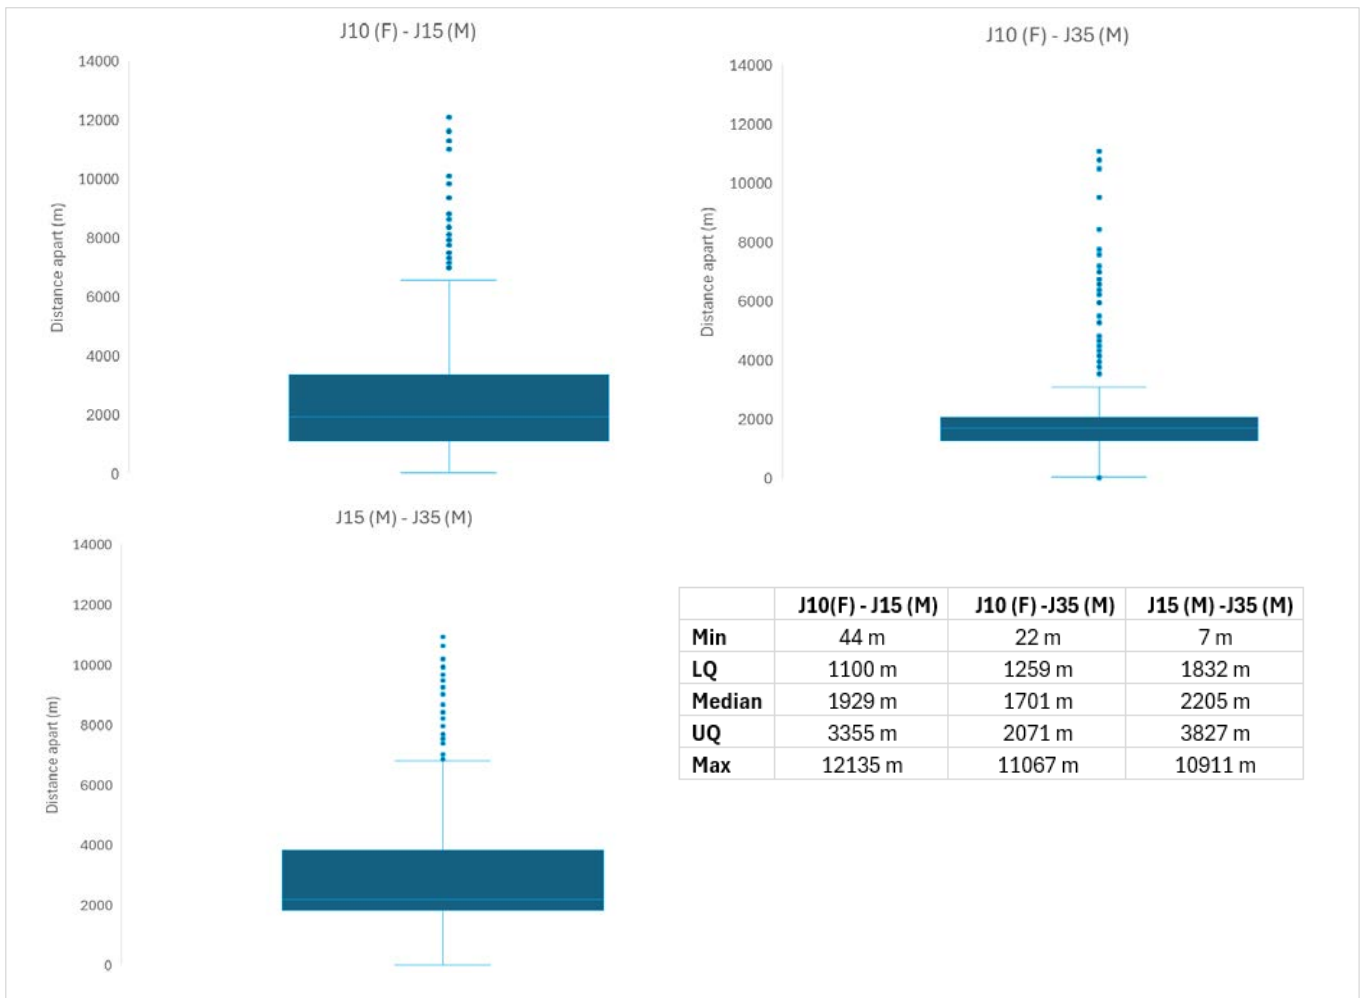 J10 (F) - J15 (M)
14000
12000
10000
8000
6000
4000
2000
0
Distance apart (m)
J10 (F) - J35 (M)
14000
12000
10000
8000
6000
4000
2000
0
Distance apart (m)
J15 (M) - J35 (M)
14000
12000
10000
8000
6000
4000
2000
0
Distance apart (m)
J10(F) - J15 (M) J10 (F) -J35 (M) J15 (M) -J35 (M)
Min 44 m 22 m 7 m
LQ 1100 m 1259 m 1832 m
Median 1929 m 1701 m 2205 m
UQ 3355 m 2071 m 3827 m
Max 12135 m 11067 m 10911 m